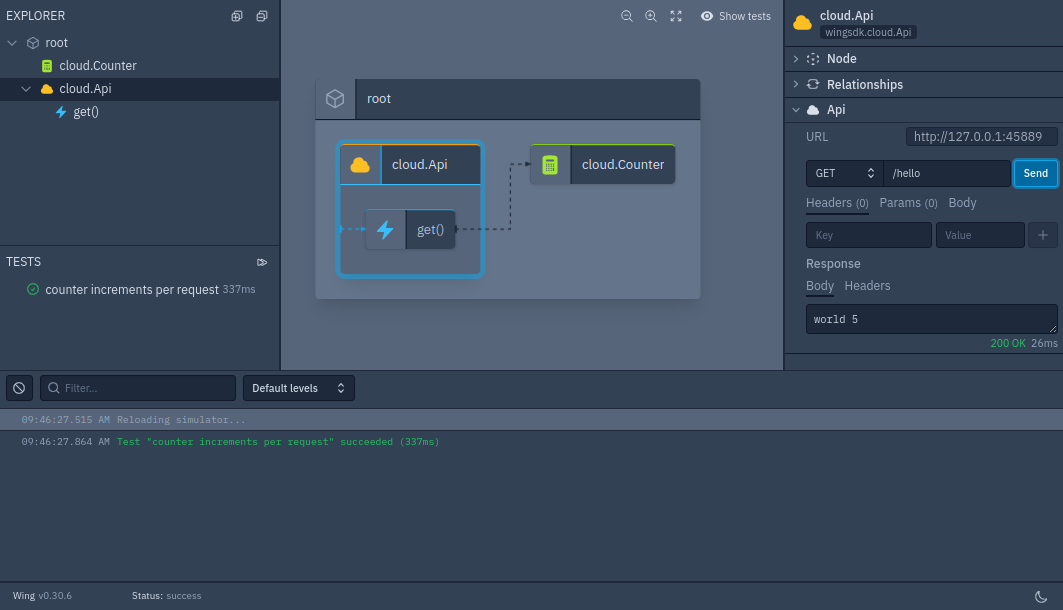 EXPLORER
root
cloud.Counter
cloud.Api
get()
TESTS
counter increments per request 337ms
Show tests
root
cloud.Api
cloud.Counter
get()
cloud.Api
wingsdk.cloud.Api
Node
Relationships
Api
URL
http://127.0.0.1:45889
GET
/hello
Send
Headers (0) Params (0) Body
Key
Value
Response
Body Headers
world 5
200 OK 26ms
Filter...
Default levels
09:46:27.515 AM Reloading simulator...
09:46:27.864 AM Test "counter increments per request" succeeded (337ms)
Wing v0.30.6
Status: success